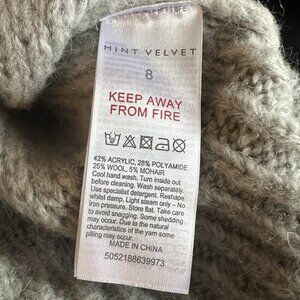 MINT VELVET
8
KEEP AWAY
FROM FIRE
42% ACRYLIC, 28% POLYAMIDE
25% WOOL, 5% MOHAIR
Cool hand wash. Turn inside out
before cleaning. Wash separately.
Use specialist detergent. Reshape
whilst damp. Light steam only - No
vigorous press. Store flat. Take care
to avoid snagging. Some shedding
may occur. Due to the natural
characteristics of the yarn some
pilling may occur.
MADE IN CHINA
5052188639973